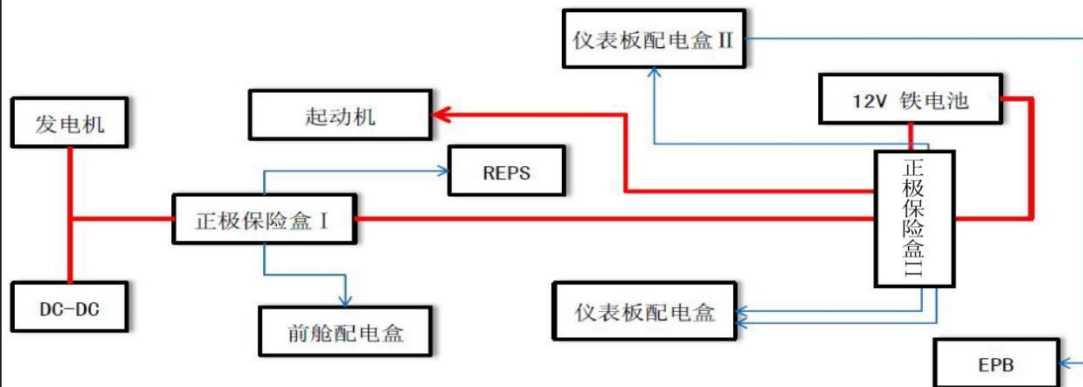 仪表板配电盒Ⅱ
12V 铁电池
发电机
起动机
REPS
正极保险盒Ⅰ
正极保险盒II
DC-DC
前舱配电盒
仪表板配电盒
EPB